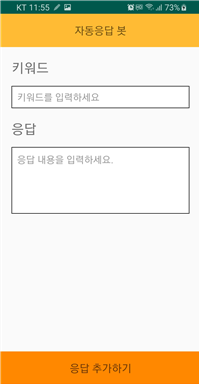 KT 11:55 73%
자동응답 봇
키워드
키워드를 입력하세요
응답
응답 내용을 입력하세요.
응답 추가하기